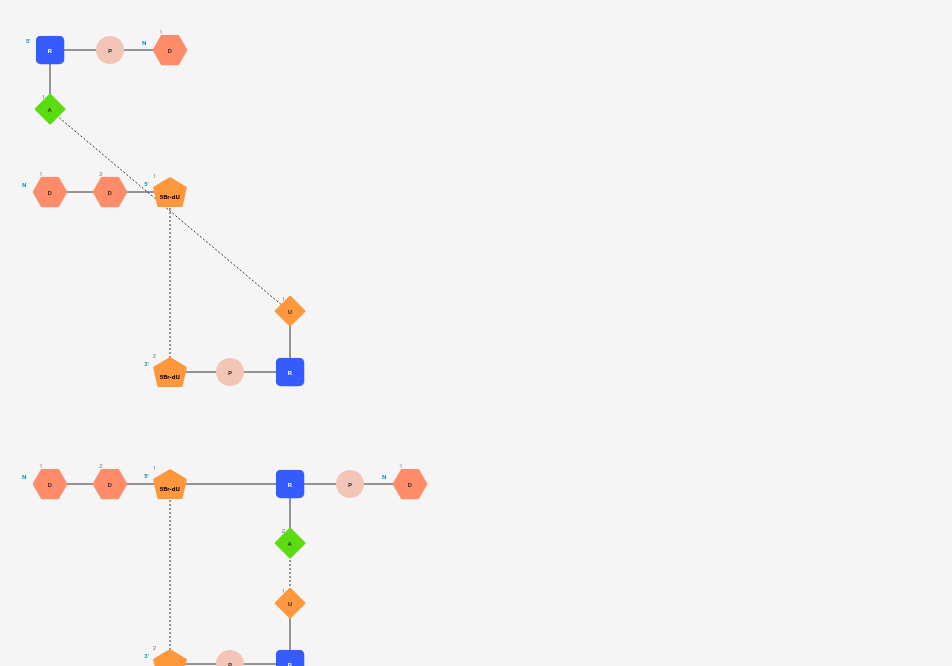 5' R P N 1 D
1 A
N 1 D 2 D 5' 1 5Br-dU
1 U
3' 2 5Br-dU P R
N 1 D 2 D 5' 1 5Br-dU R P N 1 D
2 A
1 U
3' 2 P R